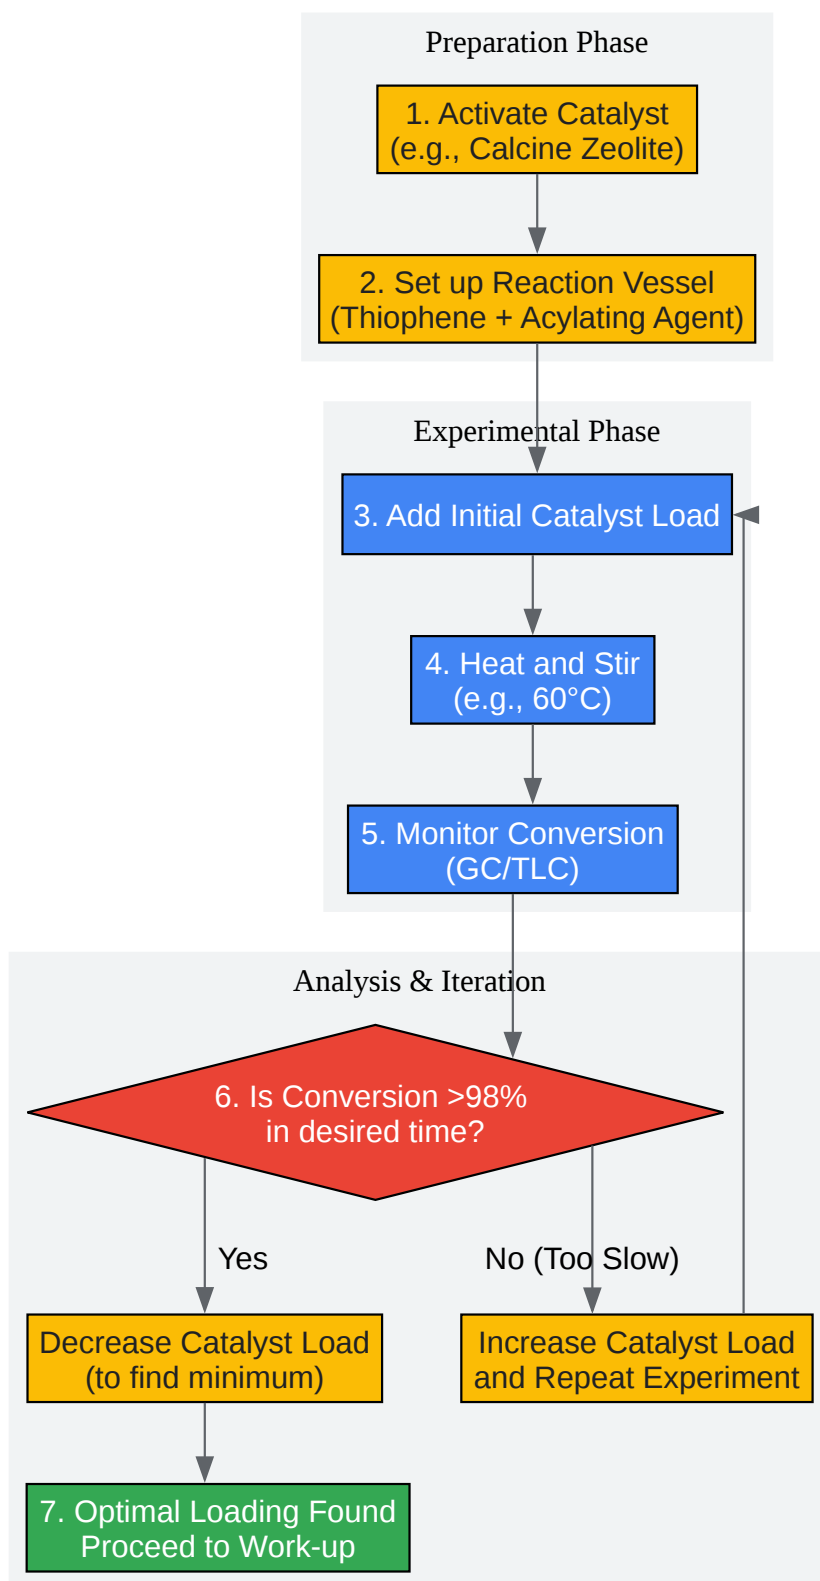 Preparation Phase
1. Activate Catalyst
(e.g., Calcine Zeolite)
2. Set up Reaction Vessel
(Thiophene + Acylating Agent)
Experimental Phase
3. Add Initial Catalyst Load
4. Heat and Stir
(e.g., 60°C)
5. Monitor Conversion
(GC/TLC)
Analysis & Iteration
6. Is Conversion >98%
in desired time?
Yes
No (Too Slow)
Decrease Catalyst Load
(to find minimum)
Increase Catalyst Load
and Repeat Experiment
7. Optimal Loading Found
Proceed to Work-up